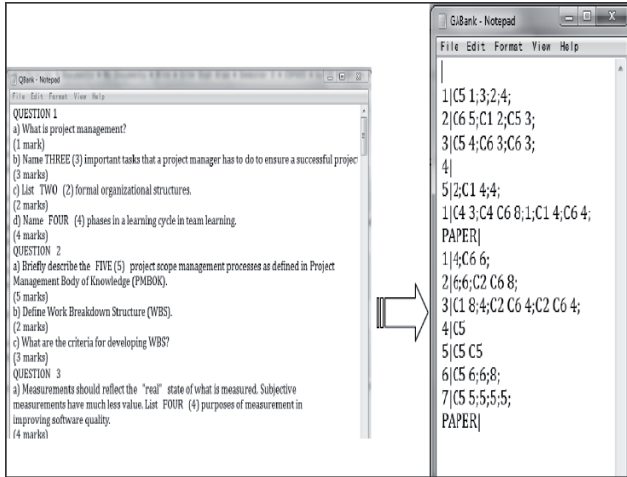 QBank - Notepad
File Edit Format View Help
QUESTION 1
a) What is project management?
(1 mark)
b) Name THREE (3) important tasks that a project manager has to do to ensure a successful projec
(3 marks)
c) List TWO (2) formal organizational structures.
(2 marks)
d) Name FOUR (4) phases in a learning cycle in team learning.
(4 marks)
QUESTION 2
a) Briefly describe the FIVE (5) project scope management processes as defined in Project
Management Body of Knowledge (PMBOK).
(5 marks)
b) Define Work Breakdown Structure (WBS).
(2 marks)
c) What are the criteria for developing WBS?
(3 marks)
QUESTION 3
a) Measurements should reflect the "real" state of what is measured. Subjective
measurements have much less value. List FOUR (4) purposes of measurement in
improving software quality.
(4 marks)
GABank - Notepad
File Edit Format View Help
1|C5 1;3;2;4;
2|C6 5;C1 2;C5 3;
3|C5 4;C6 3;C6 3;
4|
5|2;C1 4;4;
1|C4 3;C4 C6 8;1;C1 4;C6 4;
PAPER|
1|4;C6 6;
2|6;6;C2 C6 8;
3|C1 8;4;C2 C6 4;C2 C6 4;
4|C5
5|C5 C5
6|C5 6;6;8;
7|C5 5;5;5;5;
PAPER|